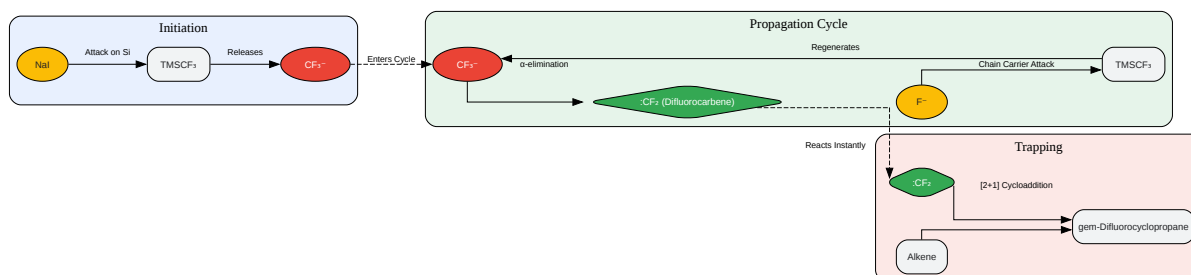 Initiation
NaI
Attack on Si
TMSCF₃
Releases
CF₃⁻
Enters Cycle
Propagation Cycle
CF₃⁻
Regenerates
α-elimination
TMSCF₃
Chain Carrier Attack
:CF₂ (Difluorocarbene)
F⁻
Reacts Instantly
Trapping
:CF₂
[2+1] Cycloaddition
gem-Difluorocyclopropane
Alkene